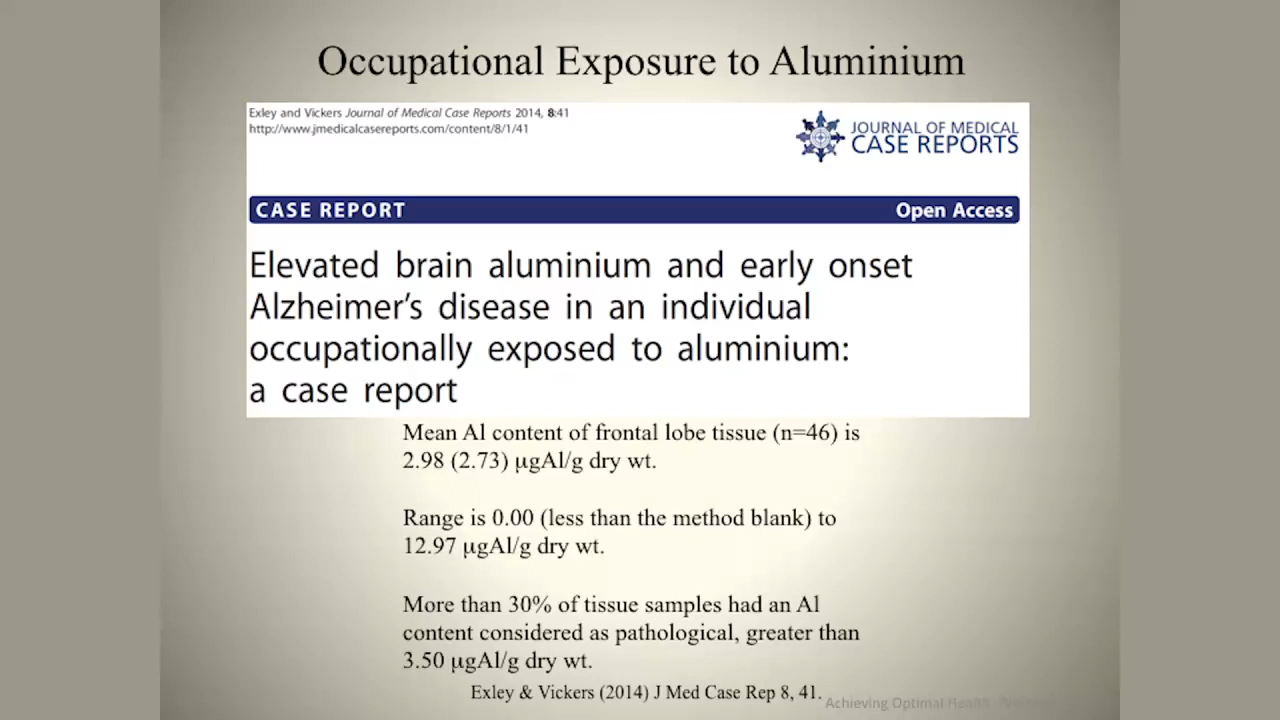 Occupational Exposure to Aluminium
Exley and Vickers Journal of Medical Case Reports 2014, 8:41
http://www.jmedicalcasereports.com/content/8/1/41
JOURNAL OF MEDICAL
CASE REPORTS
CASE REPORT
Open Access
Elevated brain aluminium and early onset
Alzheimer's disease in an individual
occupationally exposed to aluminium:
a case report
Mean Al content of frontal lobe tissue (n=46) is
2.98 (2.73) µgAl/g dry wt.
Range is 0.00 (less than the method blank) to
12.97 µgAl/g dry wt.
More than 30% of tissue samples had an Al
content considered as pathological, greater than
3.50 µgAl/g dry wt.
Exley & Vickers (2014) J Med Case Rep 8, 41.
Achieving Optimal Health